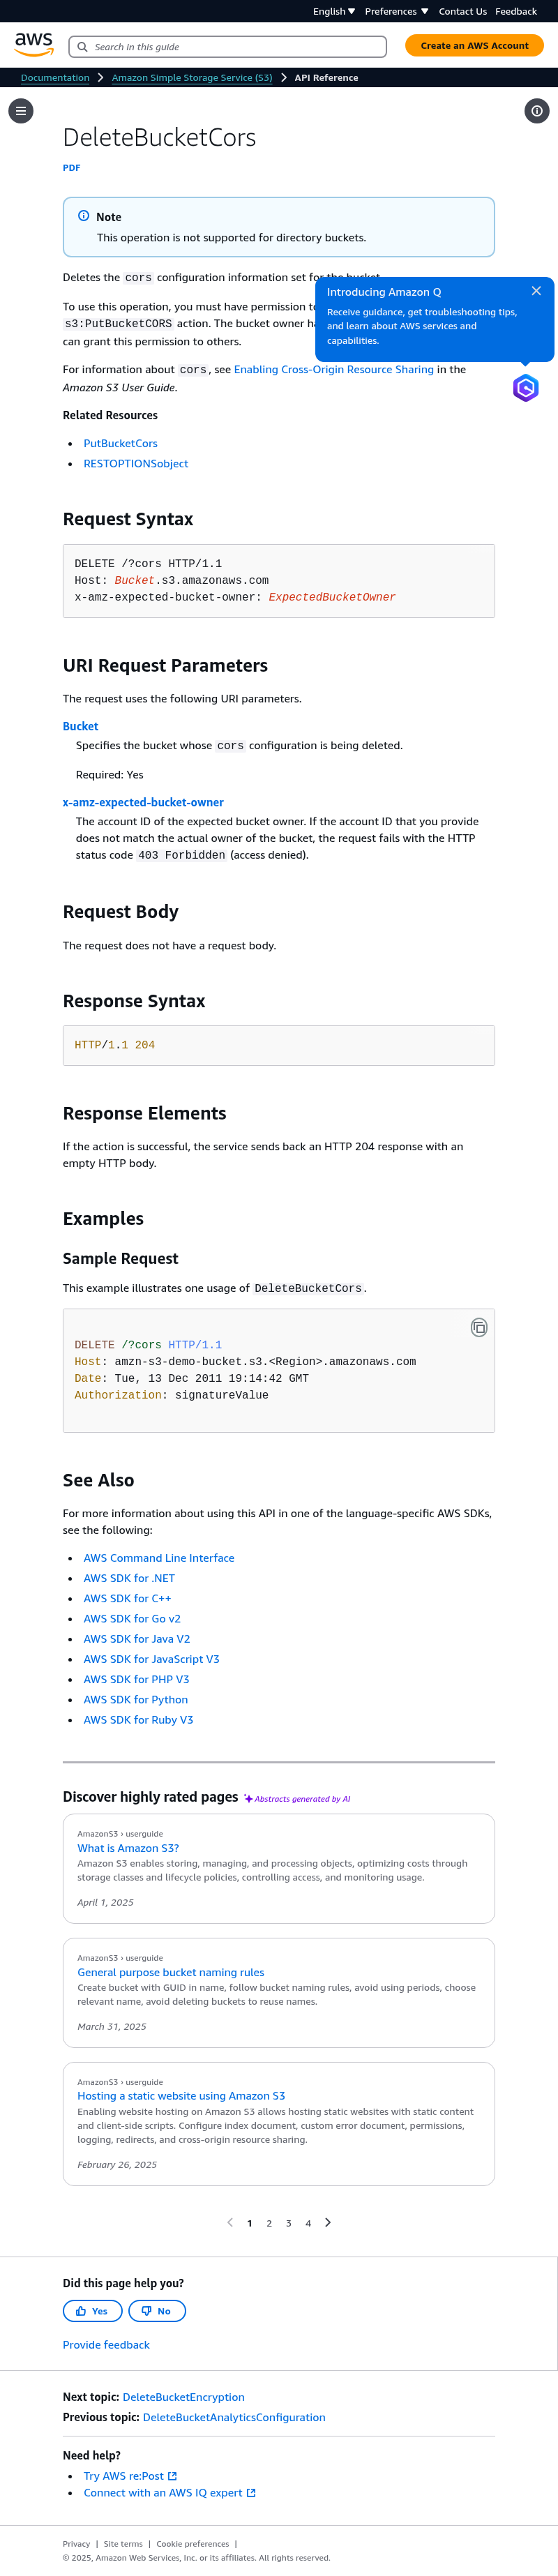 English Preferences Contact Us Feedback
aws Search in this guide Create an AWS Account
Documentation Amazon Simple Storage Service (S3) API Reference
DeleteBucketCors
PDF
Note
This operation is not supported for directory buckets.
Deletes the cors configuration information set for the bucket.
To use this operation, you must have permission to
s3:PutBucketCORS action. The bucket owner ha
can grant this permission to others.
Introducing Amazon Q
Receive guidance, get troubleshooting tips,
and learn about AWS services and
capabilities.
For information about cors, see Enabling Cross-Origin Resource Sharing in the
Amazon S3 User Guide.
Related Resources
• PutBucketCors
• RESTOPTIONSobject
Request Syntax
DELETE /?cors HTTP/1.1
Host: Bucket.s3.amazonaws.com
x-amz-expected-bucket-owner: ExpectedBucketOwner
URI Request Parameters
The request uses the following URI parameters.
Bucket
Specifies the bucket whose cors configuration is being deleted.
Required: Yes
x-amz-expected-bucket-owner
The account ID of the expected bucket owner. If the account ID that you provide
does not match the actual owner of the bucket, the request fails with the HTTP
status code 403 Forbidden (access denied).
Request Body
The request does not have a request body.
Response Syntax
HTTP/1.1 204
Response Elements
If the action is successful, the service sends back an HTTP 204 response with an
empty HTTP body.
Examples
Sample Request
This example illustrates one usage of DeleteBucketCors.
DELETE /?cors HTTP/1.1
Host: amzn-s3-demo-bucket.s3.<Region>.amazonaws.com
Date: Tue, 13 Dec 2011 19:14:42 GMT
Authorization: signatureValue
See Also
For more information about using this API in one of the language-specific AWS SDKs,
see the following:
• AWS Command Line Interface
• AWS SDK for .NET
• AWS SDK for C++
• AWS SDK for Go v2
• AWS SDK for Java V2
• AWS SDK for JavaScript V3
• AWS SDK for PHP V3
• AWS SDK for Python
• AWS SDK for Ruby V3
Discover highly rated pages Abstracts generated by AI
AmazonS3 › userguide
What is Amazon S3?
Amazon S3 enables storing, managing, and processing objects, optimizing costs through
storage classes and lifecycle policies, controlling access, and monitoring usage.
April 1, 2025
AmazonS3 › userguide
General purpose bucket naming rules
Create bucket with GUID in name, follow bucket naming rules, avoid using periods, choose
relevant name, avoid deleting buckets to reuse names.
March 31, 2025
AmazonS3 › userguide
Hosting a static website using Amazon S3
Enabling website hosting on Amazon S3 allows hosting static websites with static content
and client-side scripts. Configure index document, custom error document, permissions,
logging, redirects, and cross-origin resource sharing.
February 26, 2025
1 2 3 4
Did this page help you?
Yes No
Provide feedback
Next topic: DeleteBucketEncryption
Previous topic: DeleteBucketAnalyticsConfiguration
Need help?
• Try AWS re:Post
• Connect with an AWS IQ expert
Privacy | Site terms | Cookie preferences |
© 2025, Amazon Web Services, Inc. or its affiliates. All rights reserved.